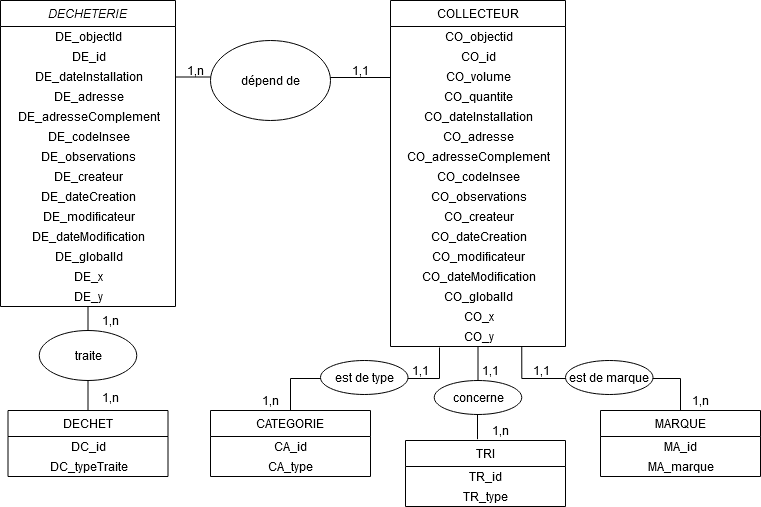 DECHETERIE
DE_objectId
DE_id
DE_dateInstallation
DE_adresse
DE_adresseComplement
DE_codeInsee
DE_observations
DE_createur
DE_dateCreation
DE_modificateur
DE_dateModification
DE_globalId
DE_x
DE_y
1,n
dépend de
1,1
COLLECTEUR
CO_objectid
CO_id
CO_volume
CO_quantite
CO_dateInstallation
CO_adresse
CO_adresseComplement
CO_codeInsee
CO_observations
CO_createur
CO_dateCreation
CO_modificateur
CO_dateModification
CO_globalId
CO_x
CO_y
1,n
traite
1,n
DECHET
DC_id
DC_typeTraite
1,1
est de type
1,n
CATEGORIE
CA_id
CA_type
1,1
concerne
1,n
TRI
TR_id
TR_type
1,1
est de marque
1,n
MARQUE
MA_id
MA_marque